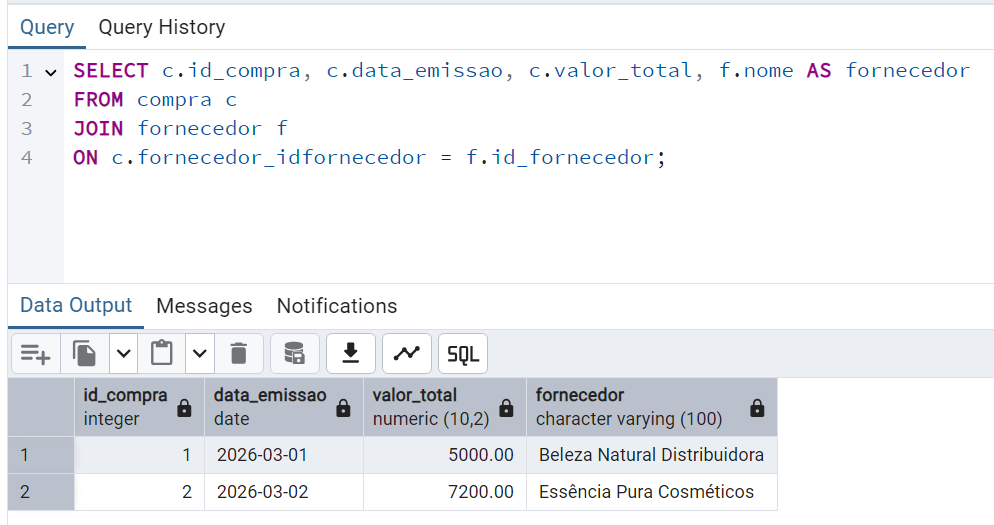 Query Query History
1 SELECT c.id_compra, c.data_emissao, c.valor_total, f.nome AS fornecedor
2 FROM compra c
3 JOIN fornecedor f
4 ON c.fornecedor_idfornecedor = f.id_fornecedor;
Data Output Messages Notifications
SQL
id_compra data_emissao valor_total fornecedor
integer date numeric (10,2) character varying (100)
1 1 2026-03-01 5000.00 Beleza Natural Distribuidora
2 2 2026-03-02 7200.00 Essência Pura Cosméticos